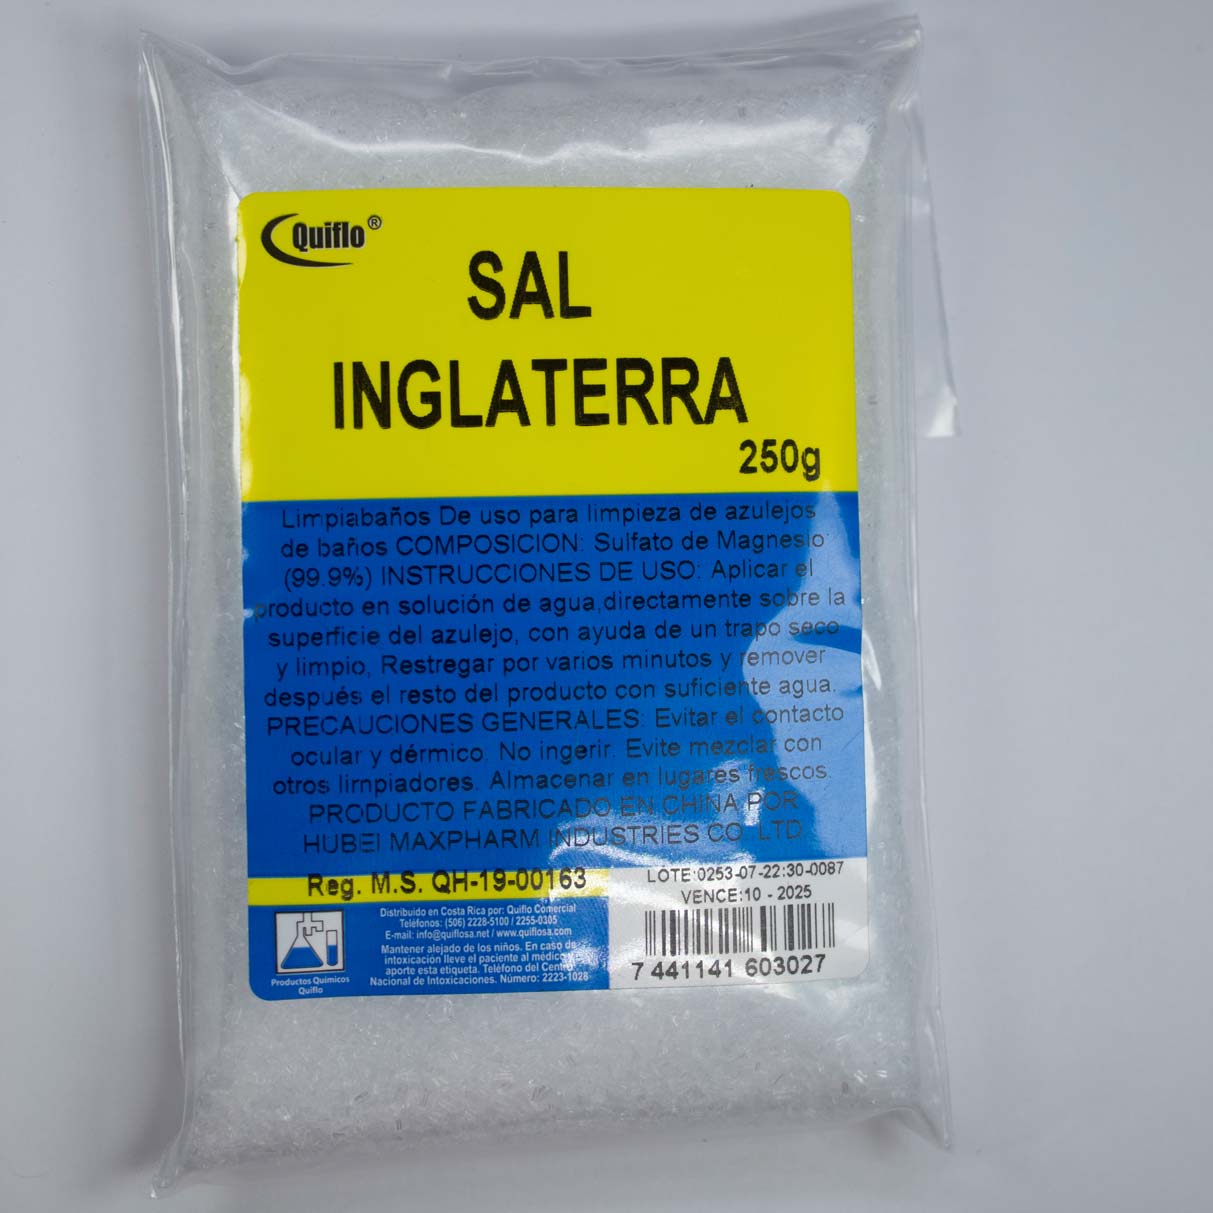 Quiflo®
SAL
INGLATERRA
250g
Limpiabaños De uso para limpieza de azulejos
de baños COMPOSICION: Sulfato de Magnesio
(99.9%) INSTRUCCIONES DE USO: Aplicar el
producto en solución de agua,directamente sobre la
superficie del azulejo, con ayuda de un trapo seco
y limpio, Restregar por varios minutos y remover
después el resto del producto con suficiente agua.
PRECAUCIONES GENERALES: Evitar el contacto
ocular y dérmico. No ingerir. Evite mezclar con
otros limpiadores. Almacenar en lugares frescos.
PRODUCTO FABRICADO EN CHINA POR
HUBEI MAXPHARM INDUSTRIES CO. LTD
Reg. M.S. QH-19-00163
LOTE:0253-07-22:30-0087
VENCE:10 - 2025
Distribuido en Costa Rica por: Quiflo Comercial
Teléfonos: (506) 2228-5100 / 2255-0305
E-mail: info@quiflosa.net / www.quiflosa.com
Mantener alejado de los niños. En caso de
intoxicación lleve el paciente al médico y
aporte esta etiqueta. Teléfono del Centro
Nacional de Intoxicaciones. Número: 2223-1028
Productos Químicos
Quiflo
7 441141 603027